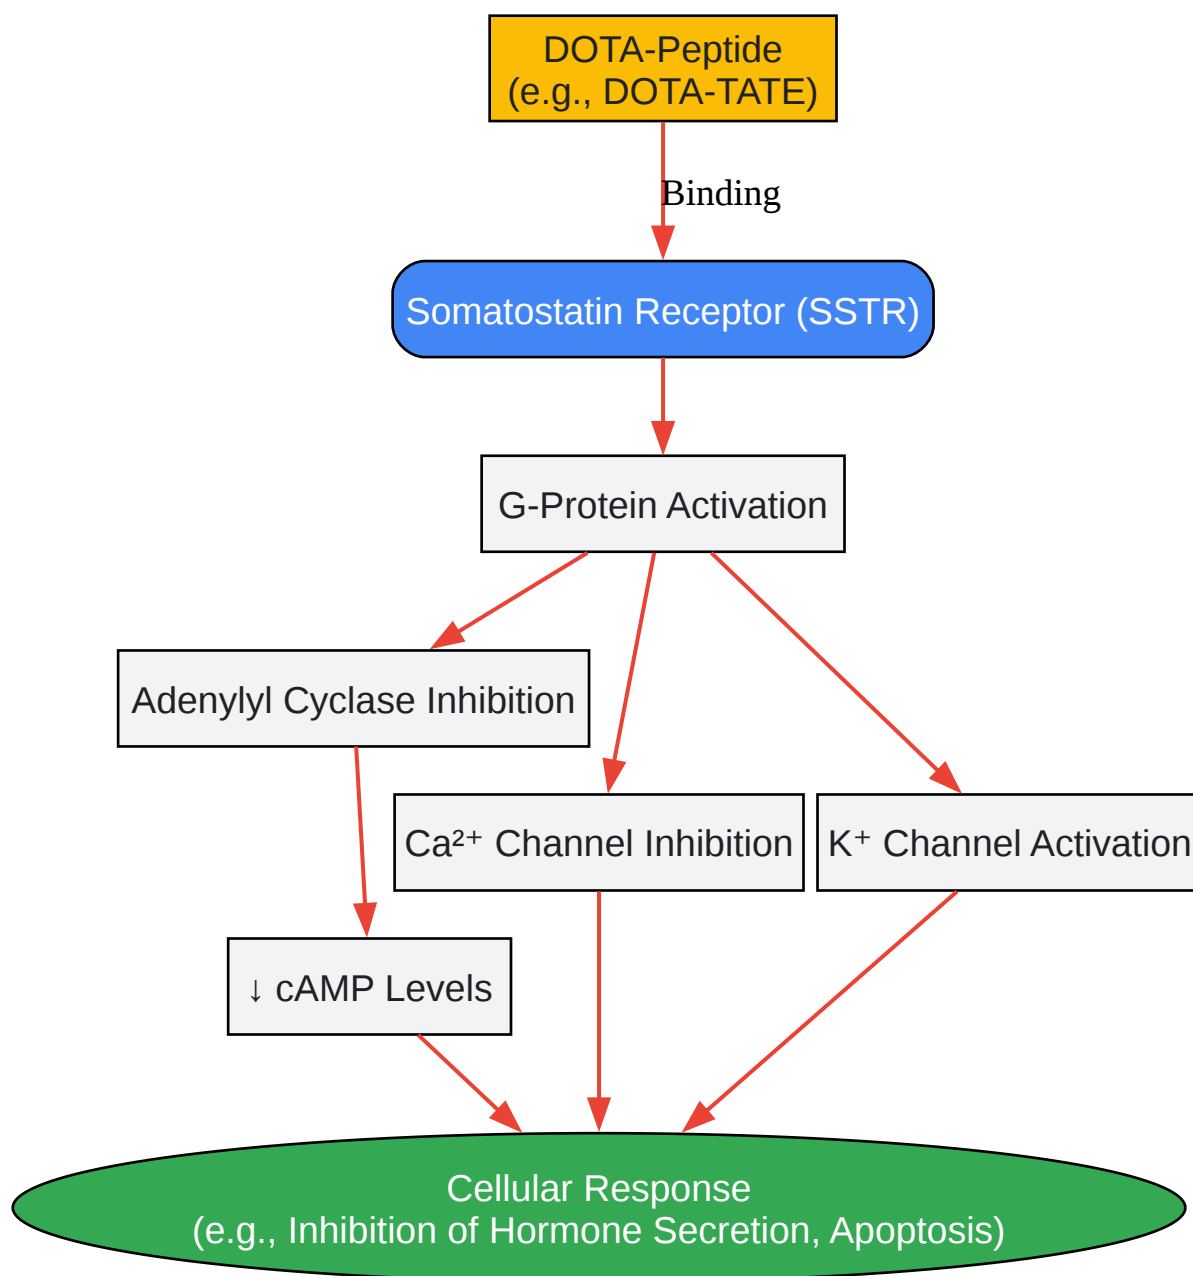 DOTA-Peptide
(e.g., DOTA-TATE)
Binding
Somatostatin Receptor (SSTR)
G-Protein Activation
Adenylyl Cyclase Inhibition
Ca²⁺ Channel Inhibition
K⁺ Channel Activation
↓ cAMP Levels
Cellular Response
(e.g., Inhibition of Hormone Secretion, Apoptosis)